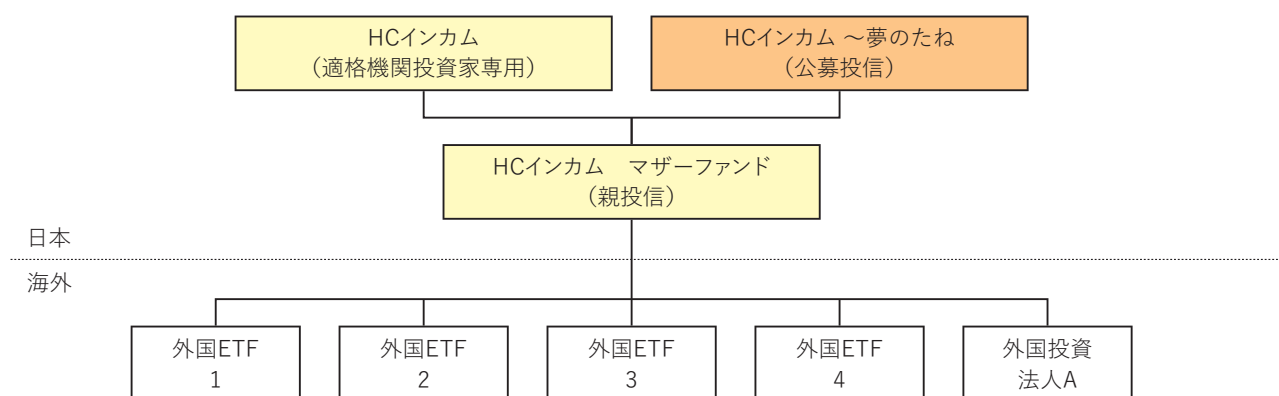 HCインカム
（適格機関投資家専用）
HCインカム ～夢のたね
（公募投信）
HCインカム　マザーファンド
（親投信）
日本
海外
外国ETF
1
外国ETF
2
外国ETF
3
外国ETF
4
外国投資
法人A